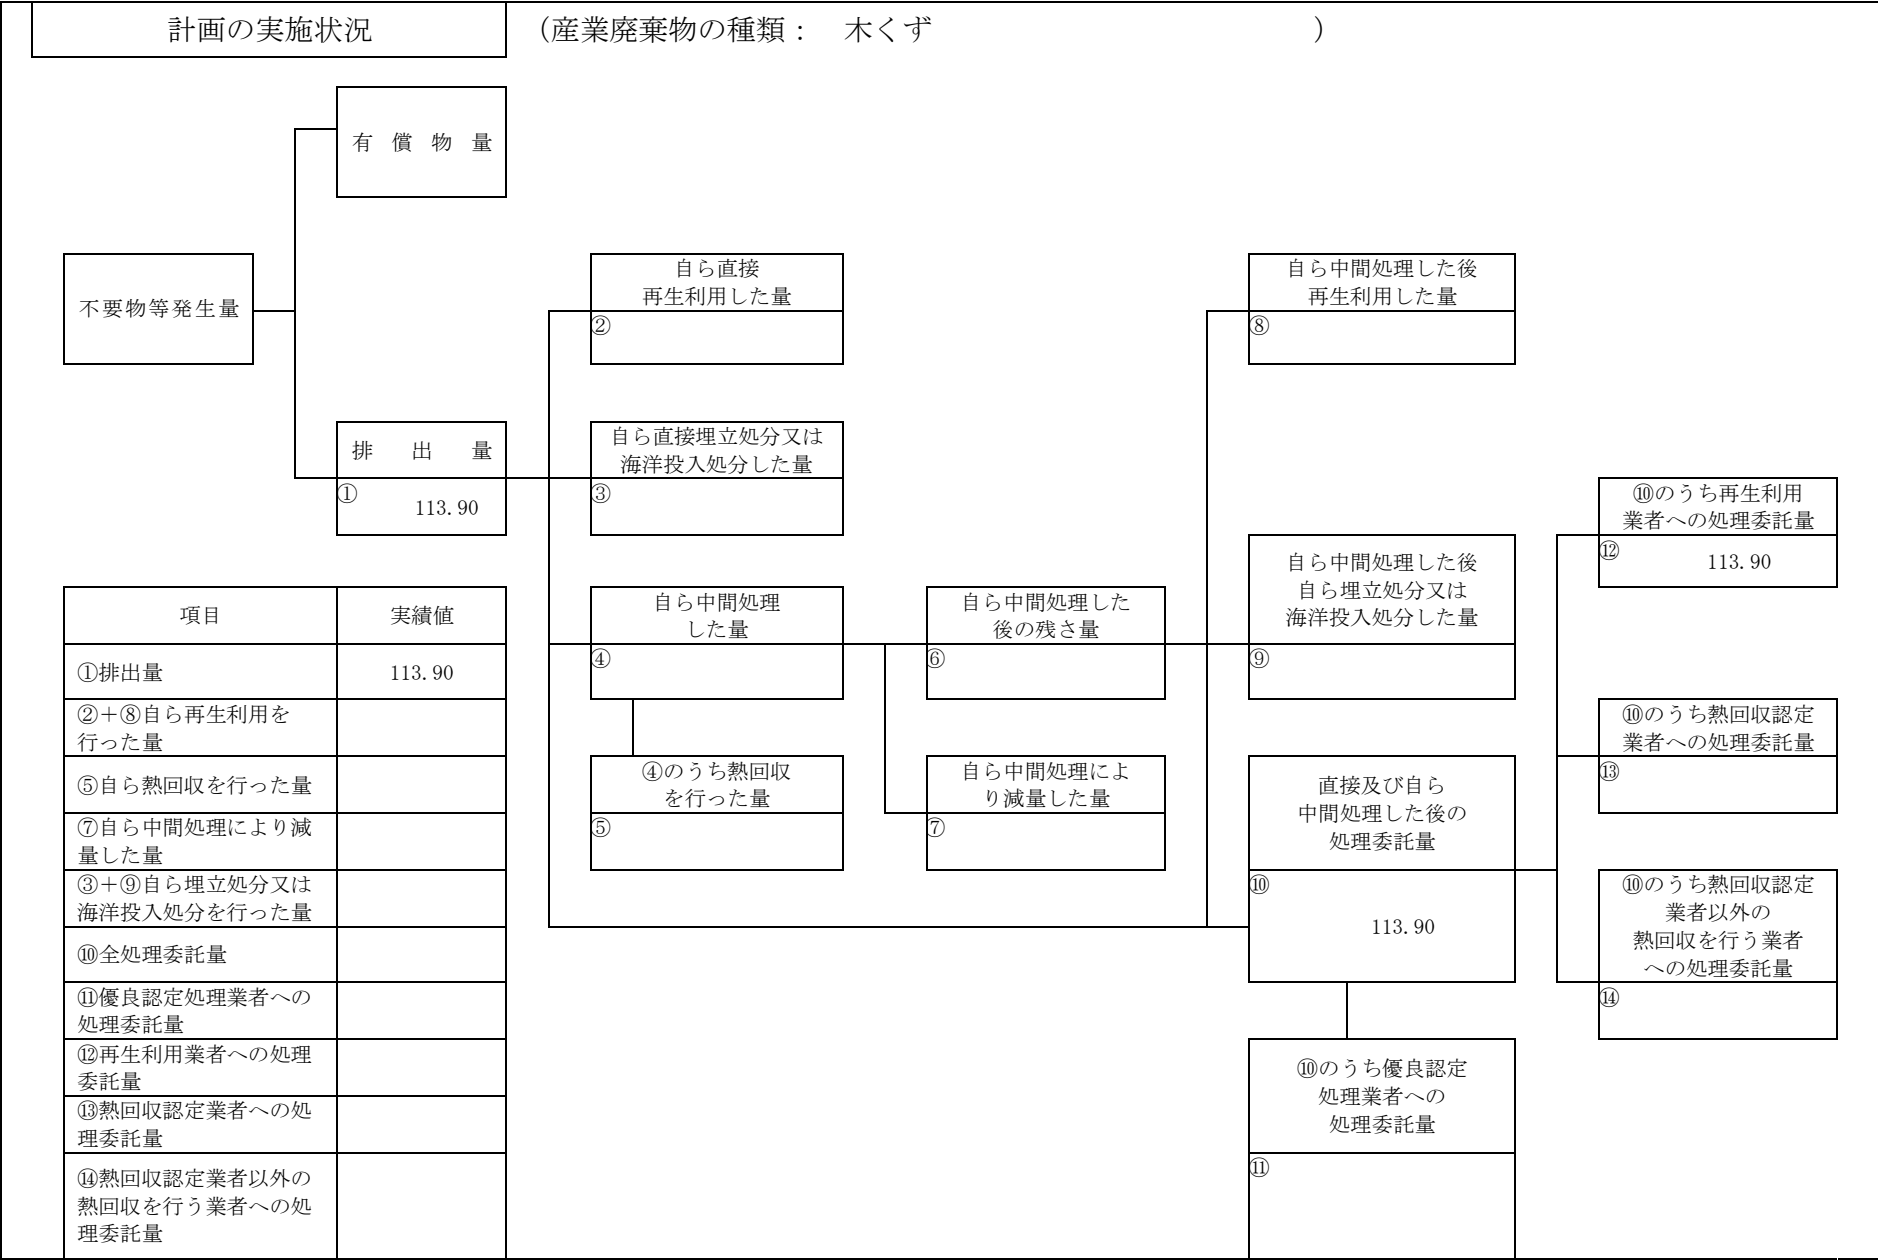 計画の実施状況
（産業廃棄物の種類： 木くず ）
有償物量
不要物等発生量
排出量
①
113.90
自ら直接
再生利用した量
②
自ら直接埋立処分又は
海洋投入処分した量
③
自ら中間処理
した量
④
④のうち熱回収
を行った量
⑤
自ら中間処理した
後の残さ量
⑥
自ら中間処理によ
り減量した量
⑦
自ら中間処理した後
再生利用した量
⑧
自ら中間処理した後
自ら埋立処分又は
海洋投入処分した量
⑨
直接及び自ら
中間処理した後の
処理委託量
⑩
113.90
⑩のうち優良認定
処理業者への
処理委託量
⑪
⑩のうち再生利用
業者への処理委託量
⑫
113.90
⑩のうち熱回収認定
業者への処理委託量
⑬
⑩のうち熱回収認定
業者以外の
熱回収を行う業者
への処理委託量
⑭
項目 実績値
①排出量 113.90
②＋⑧自ら再生利用を
行った量
⑤自ら熱回収を行った量
⑦自ら中間処理により減
量した量
③＋⑨自ら埋立処分又は
海洋投入処分を行った量
⑩全処理委託量
⑪優良認定処理業者への
処理委託量
⑫再生利用業者への処理
委託量
⑬熱回収認定業者への処
理委託量
⑭熱回収認定業者以外の
熱回収を行う業者への処
理委託量